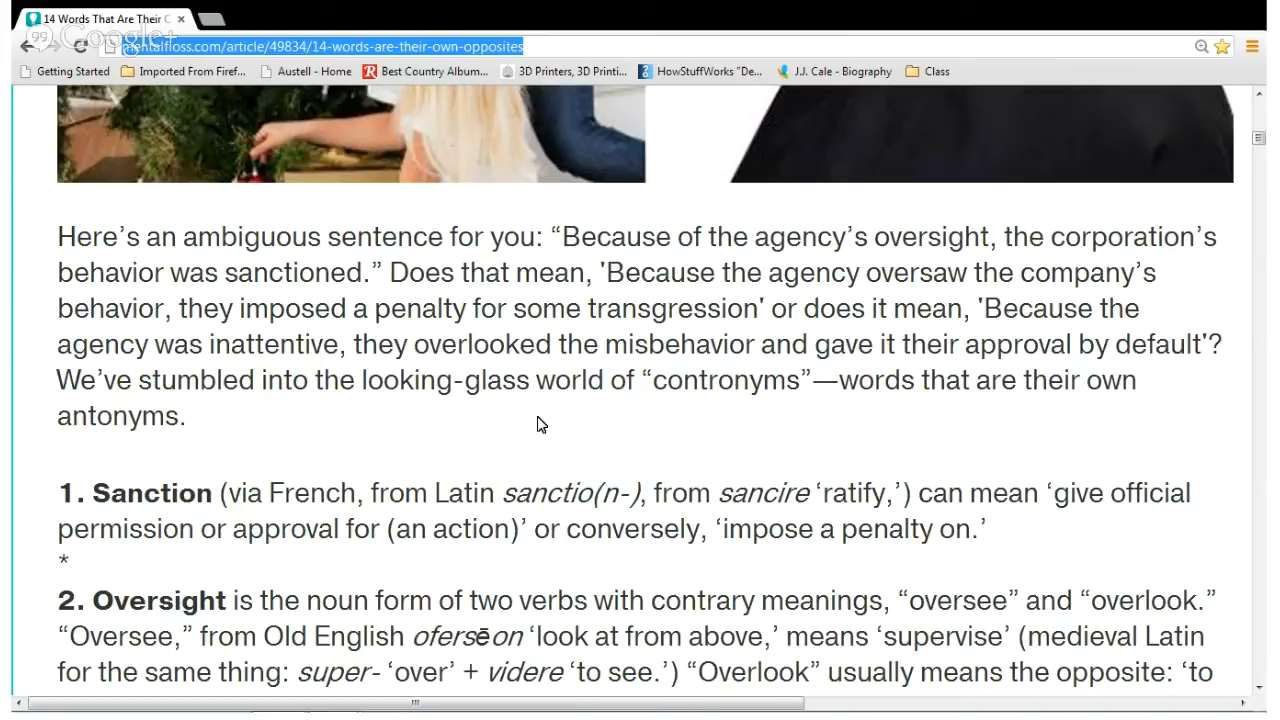 14 Words That Are Their
Google+
mentalfloss.com/article/49834/14-words-are-their-own-opposites
Getting Started Imported From Firef... Austell - Home Best Country Album... 3D Printers, 3D Printi... HowStuffWorks "De... J.J. Cale - Biography Class
Here’s an ambiguous sentence for you: “Because of the agency’s oversight, the corporation’s
behavior was sanctioned.” Does that mean, 'Because the agency oversaw the company’s
behavior, they imposed a penalty for some transgression' or does it mean, 'Because the
agency was inattentive, they overlooked the misbehavior and gave it their approval by default'?
We’ve stumbled into the looking-glass world of “contronyms”—words that are their own
antonyms.
1. Sanction (via French, from Latin sanctio(n-), from sancire ‘ratify,’) can mean ‘give official
permission or approval for (an action)’ or conversely, ‘impose a penalty on.’
*
2. Oversight is the noun form of two verbs with contrary meanings, “oversee” and “overlook.”
“Oversee,” from Old English ofersēon ‘look at from above,’ means ‘supervise’ (medieval Latin
for the same thing: super- ‘over’ + videre ‘to see.’) “Overlook” usually means the opposite: ‘to